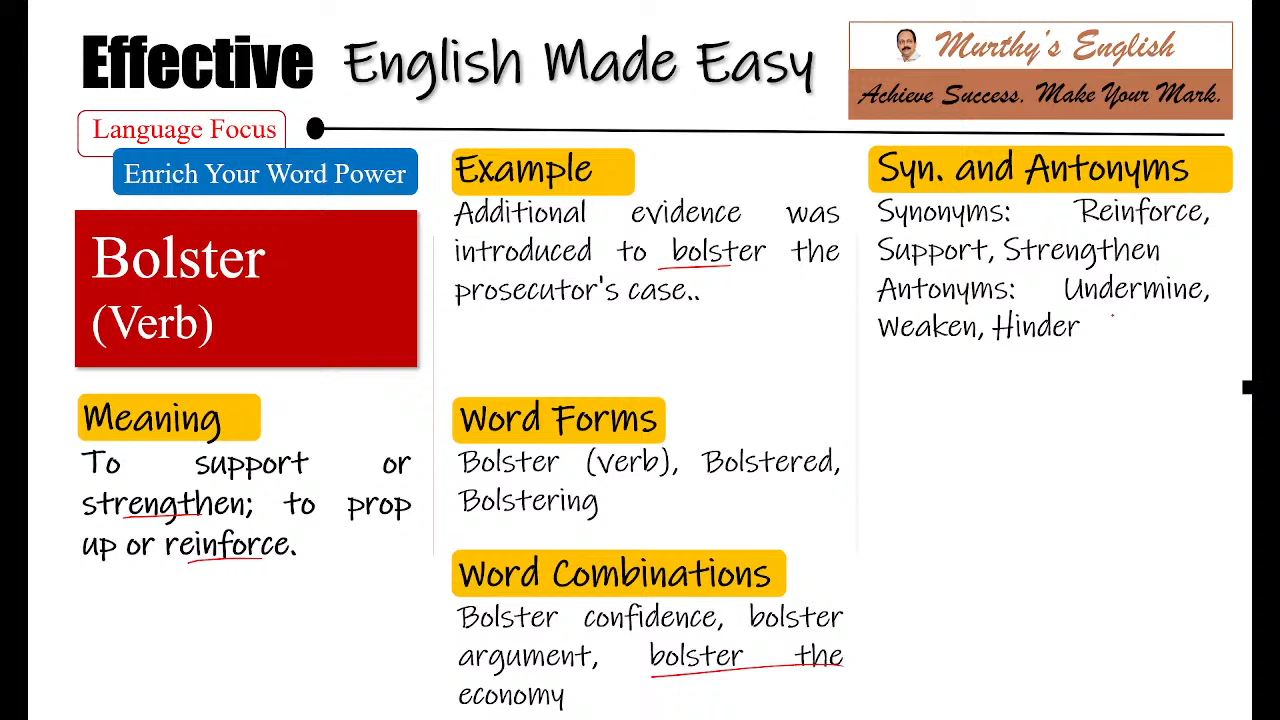 Effective English Made Easy
Murthy's English
Achieve Success. Make Your Mark.
Language Focus
Enrich Your Word Power
Bolster
(Verb)
Meaning
To support or
strengthen; to prop
up or reinforce.
Example
Additional evidence was
introduced to bolster the
prosecutor's case..
Word Forms
Bolster (verb), Bolstered,
Bolstering
Word Combinations
Bolster confidence, bolster
argument, bolster the
economy
Syn. and Antonyms
Synonyms: Reinforce,
Support, Strengthen
Antonyms: Undermine,
Weaken, Hinder